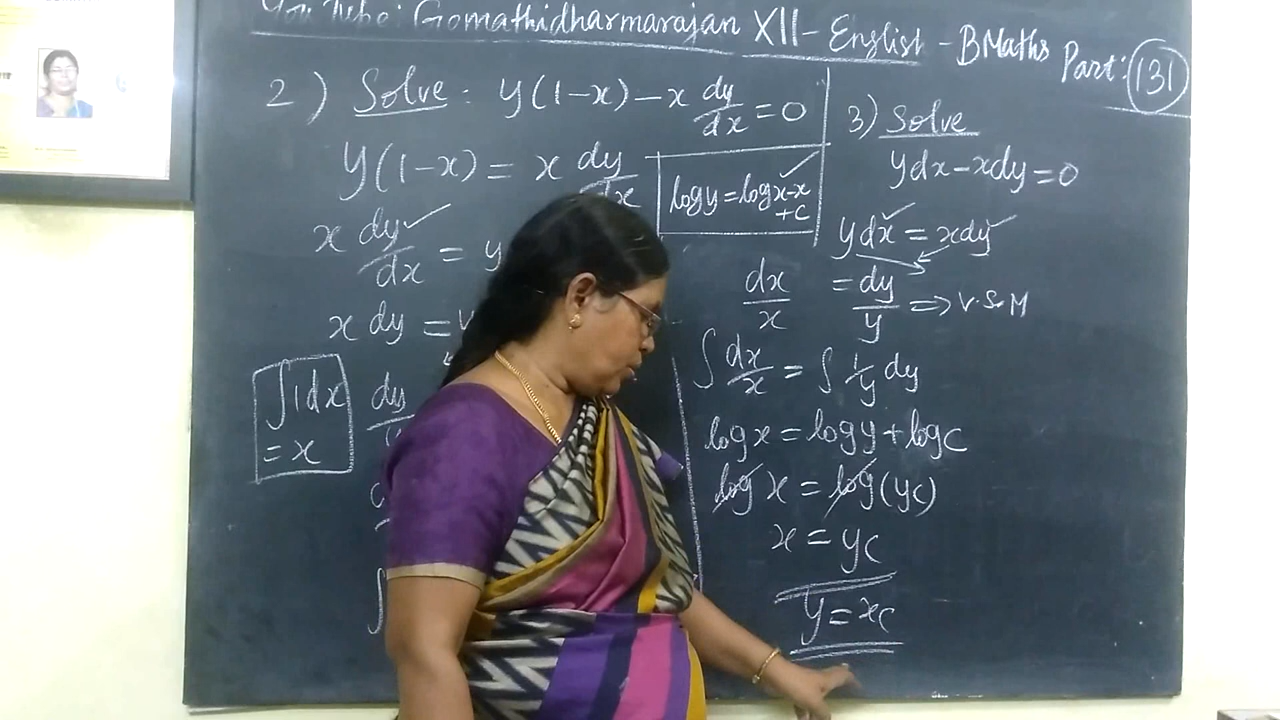 YouTube: Gomathidharmarajan XII - English - BMaths Part: 131
2) Solve: y(1-x) - x dy/dx = 0
y(1-x) = x dy/dx
x dy/dx = y
x dy =
∫1dx
= x
dy
∫
log y = log x - x
+ c
3) Solve
ydx - xdy = 0
ydx = xdy
dx/x = dy/y => V.S.M
∫ dx/x = ∫ 1/y dy
log x = log y + log c
log x = log (yc)
x = yc
y = xc